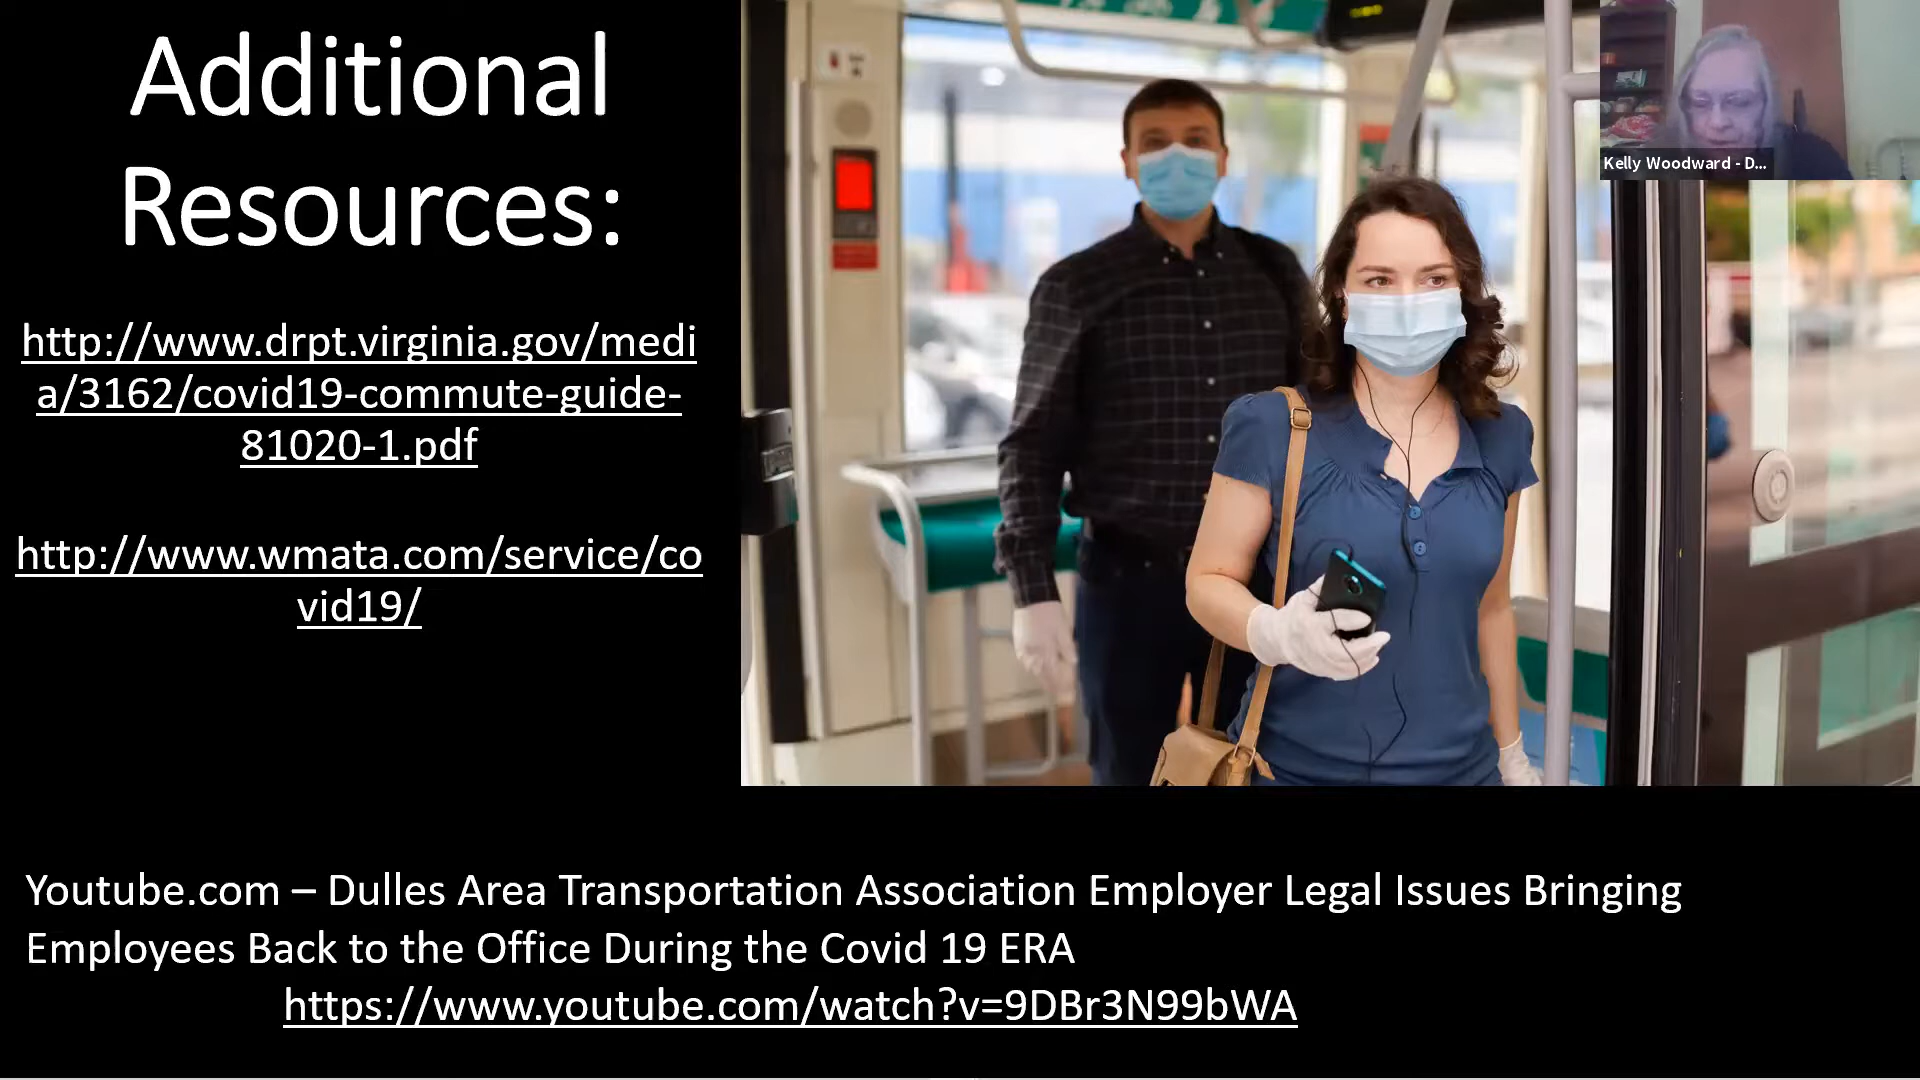 Additional
Resources:
http://www.drpt.virginia.gov/medi
a/3162/covid19-commute-guide-
81020-1.pdf
http://www.wmata.com/service/co
vid19/
Kelly Woodward - D...
Youtube.com – Dulles Area Transportation Association Employer Legal Issues Bringing
Employees Back to the Office During the Covid 19 ERA
https://www.youtube.com/watch?v=9DBr3N99bWA